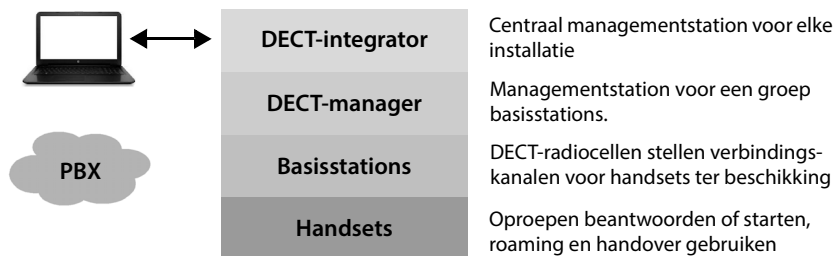 DECT-integrator
Centraal managementstation voor elke
installatie
DECT-manager
Managementstation voor een groep
basisstations.
PBX
Basisstations
DECT-radiocellen stellen verbindings-
kanalen voor handsets ter beschikking
Handsets
Oproepen beantwoorden of starten,
roaming en handover gebruiken